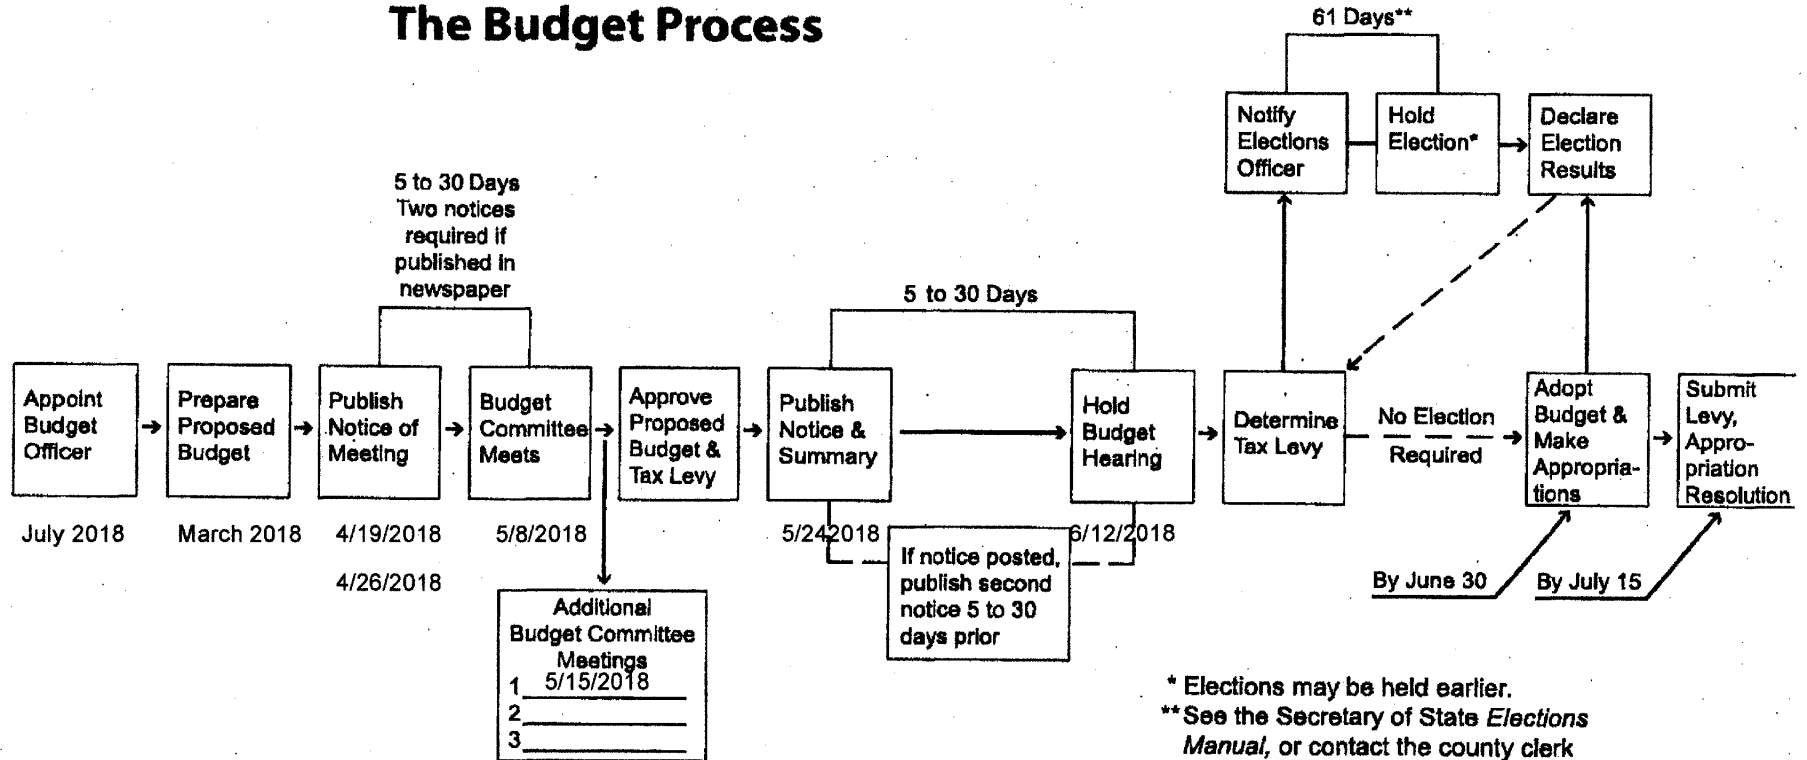 The Budget Process
61 Days**
Notify
Elections
Officer
Hold
Election*
Declare
Election
Results
5 to 30 Days
Two notices
required if
published in
newspaper
5 to 30 Days
Appoint
Budget
Officer
Prepare
Proposed
Budget
Publish
Notice of
Meeting
Budget
Committee
Meets
Approve
Proposed
Budget &
Tax Levy
Publish
Notice &
Summary
Hold
Budget
Hearing
Determine
Tax Levy
No Election
Required
Adopt
Budget &
Make
Appropria-
tions
Submit
Levy,
Appro-
priation
Resolution
July 2018
March 2018
4/19/2018
4/26/2018
5/8/2018
5/242018
6/12/2018
If notice posted,
publish second
notice 5 to 30
days prior
By June 30
By July 15
Additional
Budget Committee
Meetings
1 5/15/2018
2
3
* Elections may be held earlier.
**See the Secretary of State Elections
Manual, or contact the county clerk